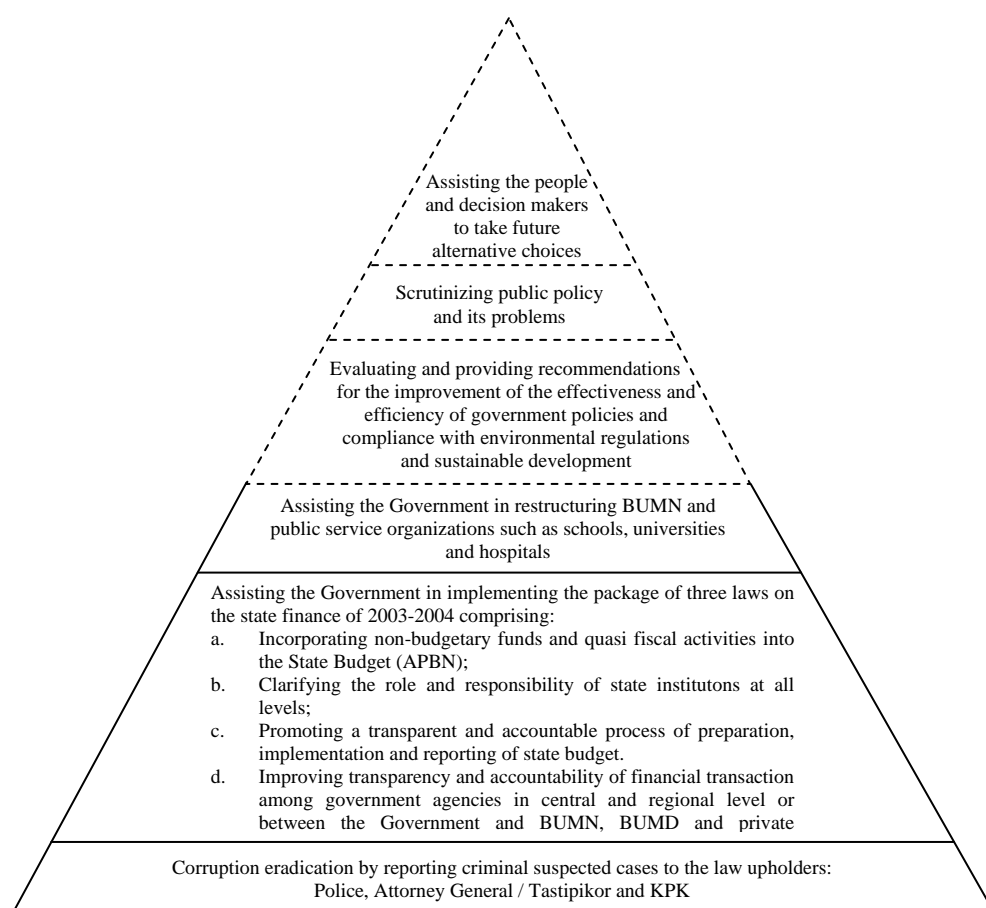 Assisting the people
and decision makers
to take future
alternative choices
Scrutinizing public policy
and its problems
Evaluating and providing recommendations
for the improvement of the effectiveness and
efficiency of government policies and
compliance with environmental regulations
and sustainable development
Assisting the Government in restructuring BUMN and
public service organizations such as schools, universities
and hospitals
Assisting the Government in implementing the package of three laws on
the state finance of 2003-2004 comprising:
a. Incorporating non-budgetary funds and quasi fiscal activities into
the State Budget (APBN);
b. Clarifying the role and responsibility of state institutons at all
levels;
c. Promoting a transparent and accountable process of preparation,
implementation and reporting of state budget.
d. Improving transparency and accountability of financial transaction
among government agencies in central and regional level or
between the Government and BUMN, BUMD and private
Corruption eradication by reporting criminal suspected cases to the law upholders:
Police, Attorney General / Tastipikor and KPK